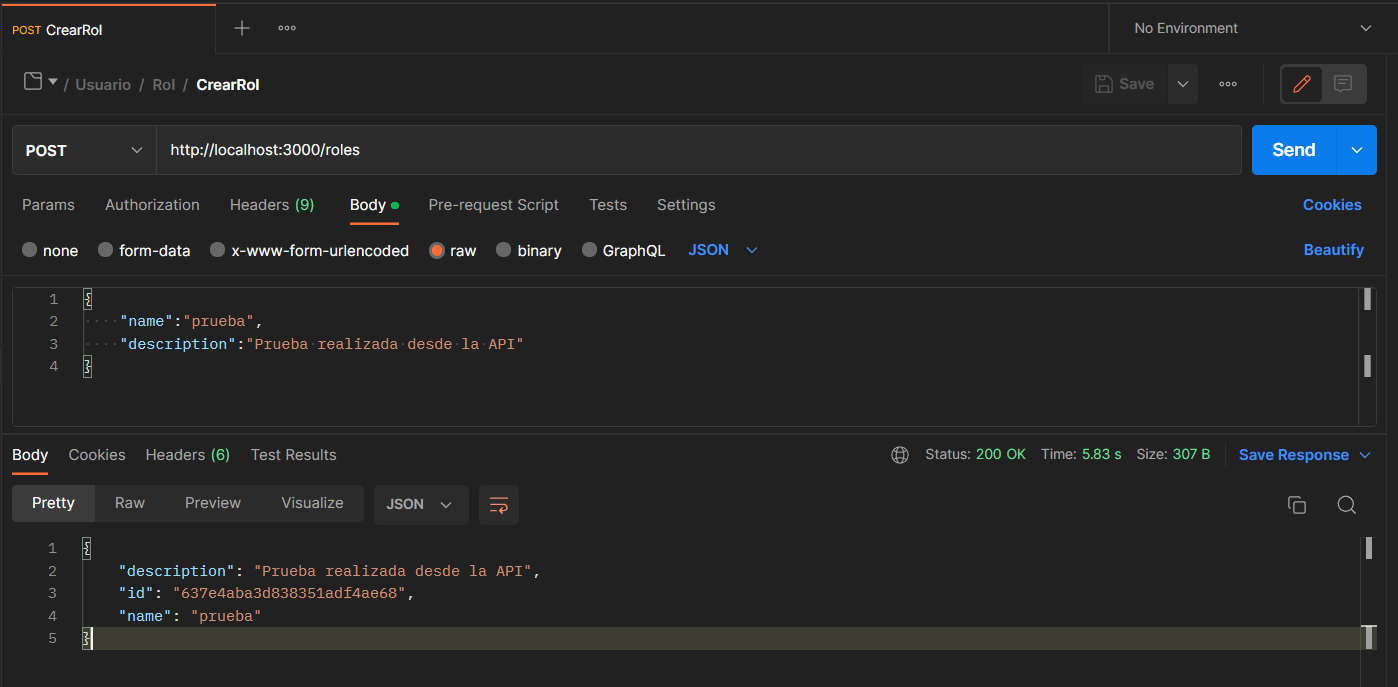 POST CrearRol
No Environment
/ Usuario / Rol / CrearRol
Save
POST
http://localhost:3000/roles
Send
Params Authorization Headers (9) Body Pre-request Script Tests Settings
Cookies
none form-data x-www-form-urlencoded raw binary GraphQL JSON
Beautify
1 {
2 "name":"prueba",
3 "description":"Prueba realizada desde la API"
4 }
Body Cookies Headers (6) Test Results
Status: 200 OK Time: 5.83 s Size: 307 B
Save Response
Pretty Raw Preview Visualize JSON
1 {
2 "description": "Prueba realizada desde la API",
3 "id": "637e4aba3d838351adf4ae68",
4 "name": "prueba"
5 }